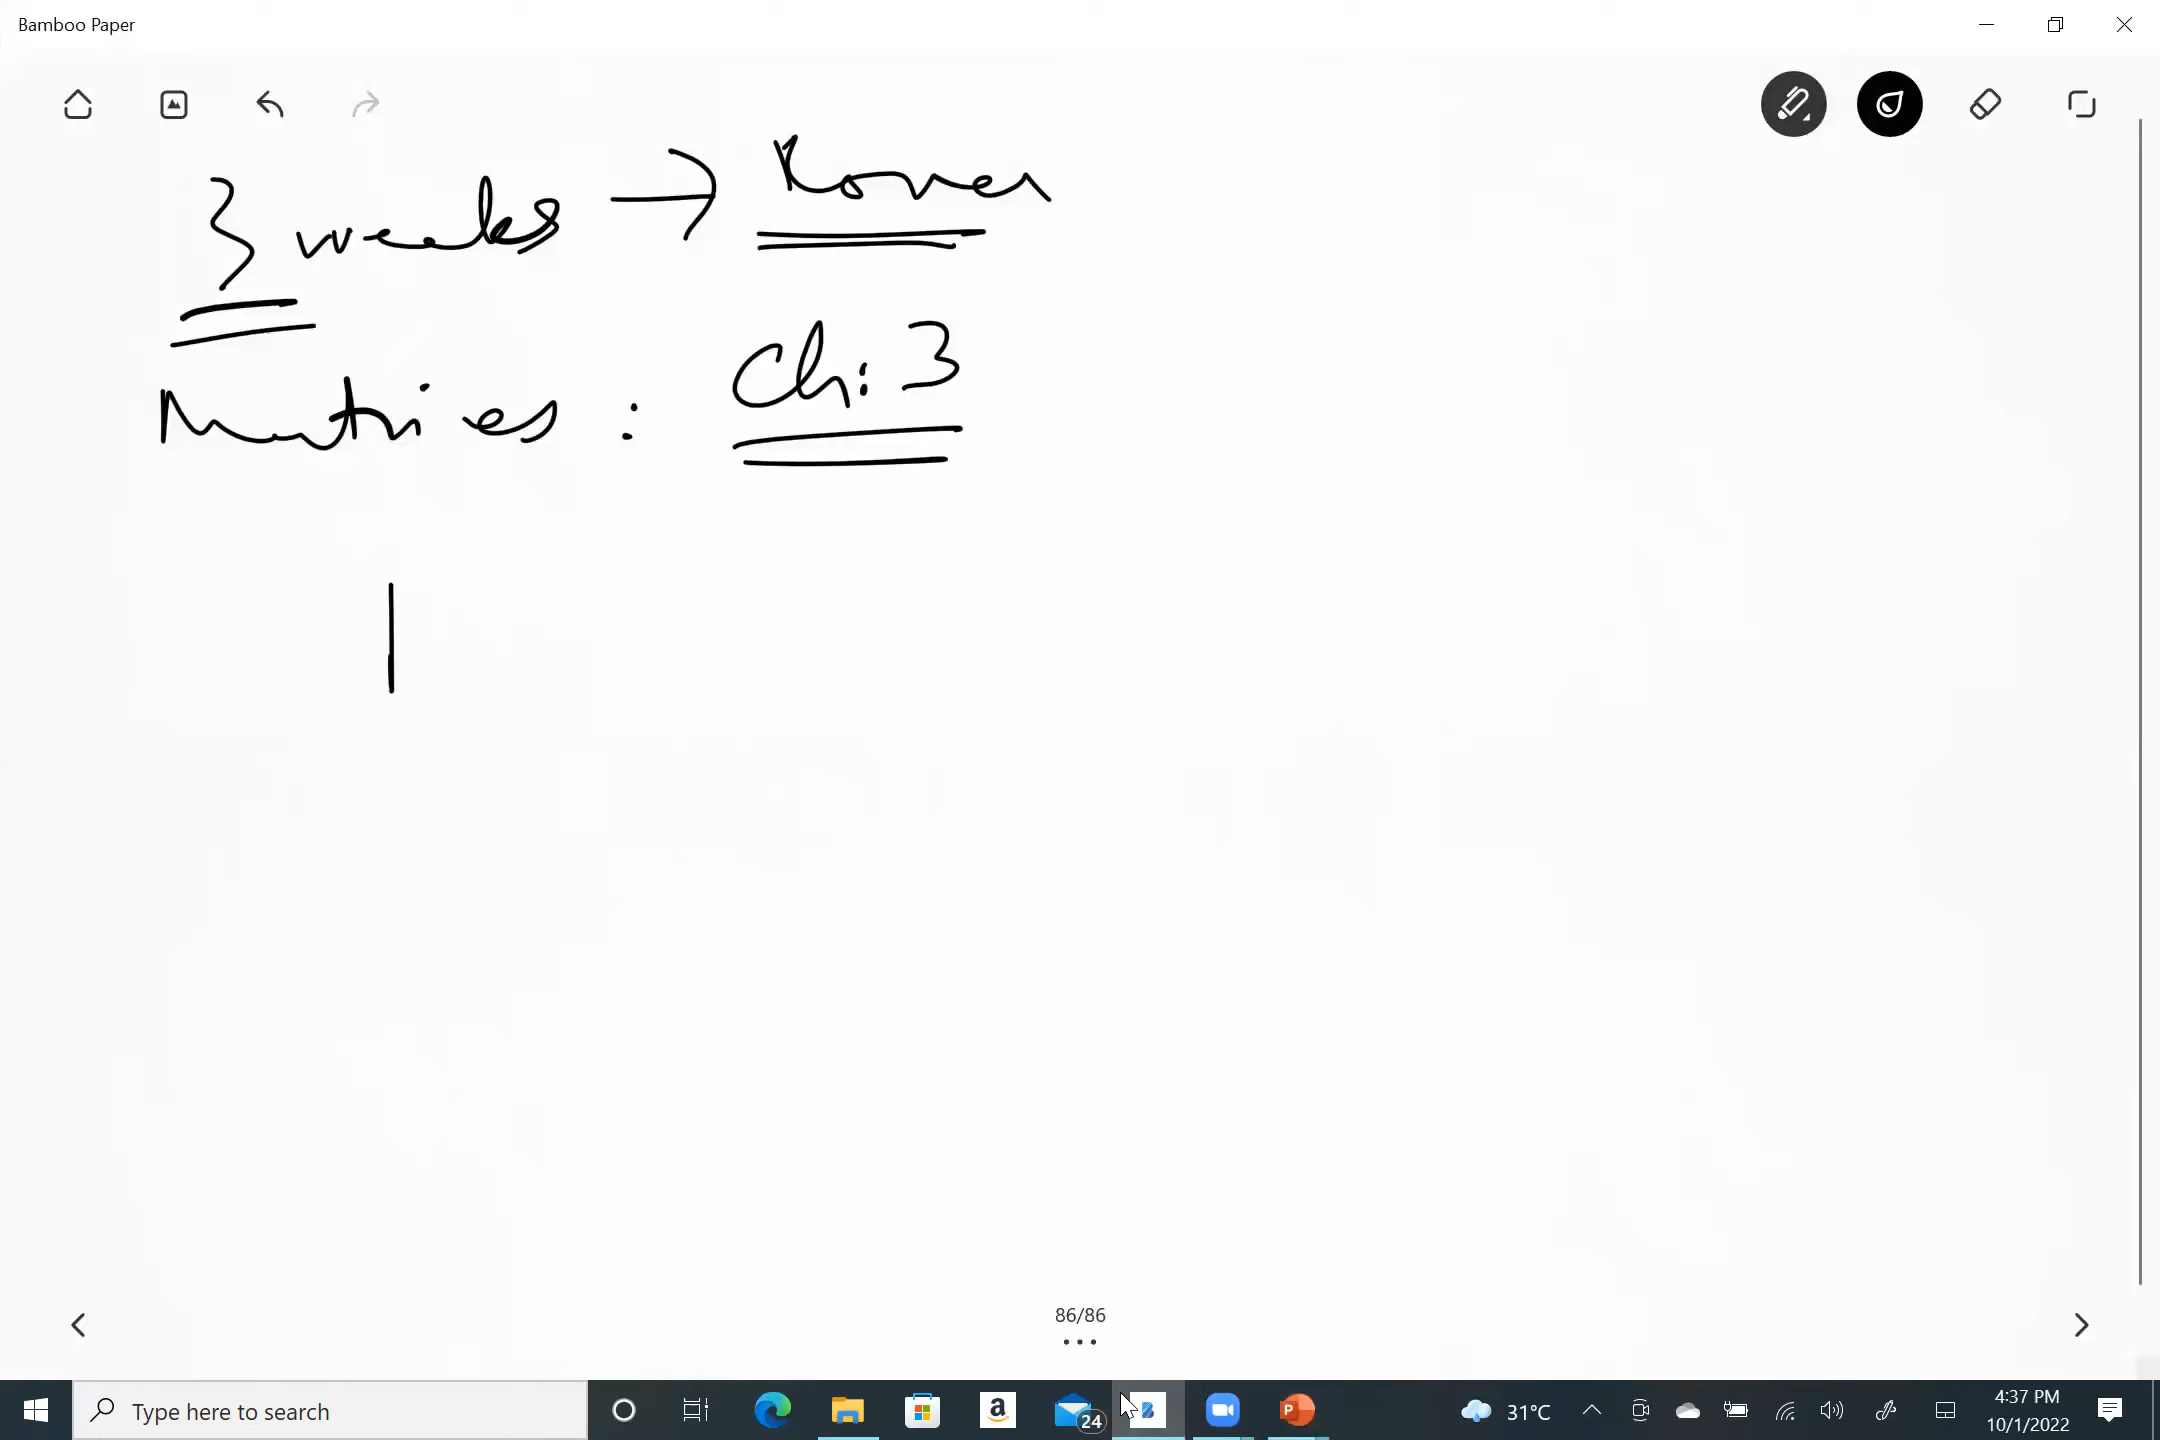 Bamboo Paper
3 weeks →
Matrices : Ch: 3
86/86
Type here to search
a
24
B
P
31°C
4:37 PM
10/1/2022